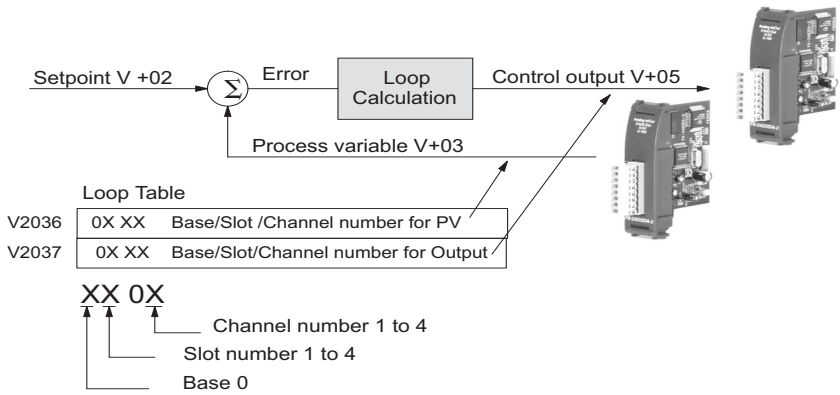 Setpoint V +02
Σ
Error
Loop
Calculation
Control output V+05
Process variable V+03
Loop Table
V2036 0X XX Base/Slot /Channel number for PV
V2037 0X XX Base/Slot/Channel number for Output
XX 0X
Channel number 1 to 4
Slot number 1 to 4
Base 0